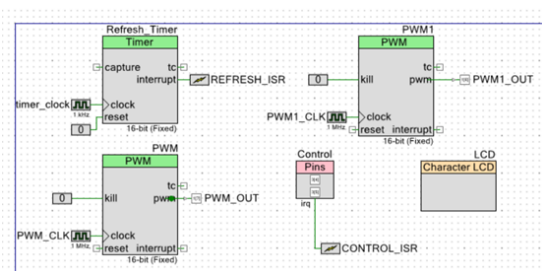 Refresh_Timer
Timer
capture
tc
interrupt
REFRESH_ISR
timer_clock
1 kHz
clock
reset
0
16-bit (Fixed)
PWM1
PWM
tc
0
kill
pwm
PWM1_OUT
PWM1_CLK
1 MHz
clock
reset
interrupt
16-bit (Fixed)
PWM
PWM
tc
0
kill
pwm
PWM_OUT
PWM_CLK
1 MHz
clock
reset
interrupt
16-bit (Fixed)
Control
Pins
irq
CONTROL_ISR
LCD
Character LCD